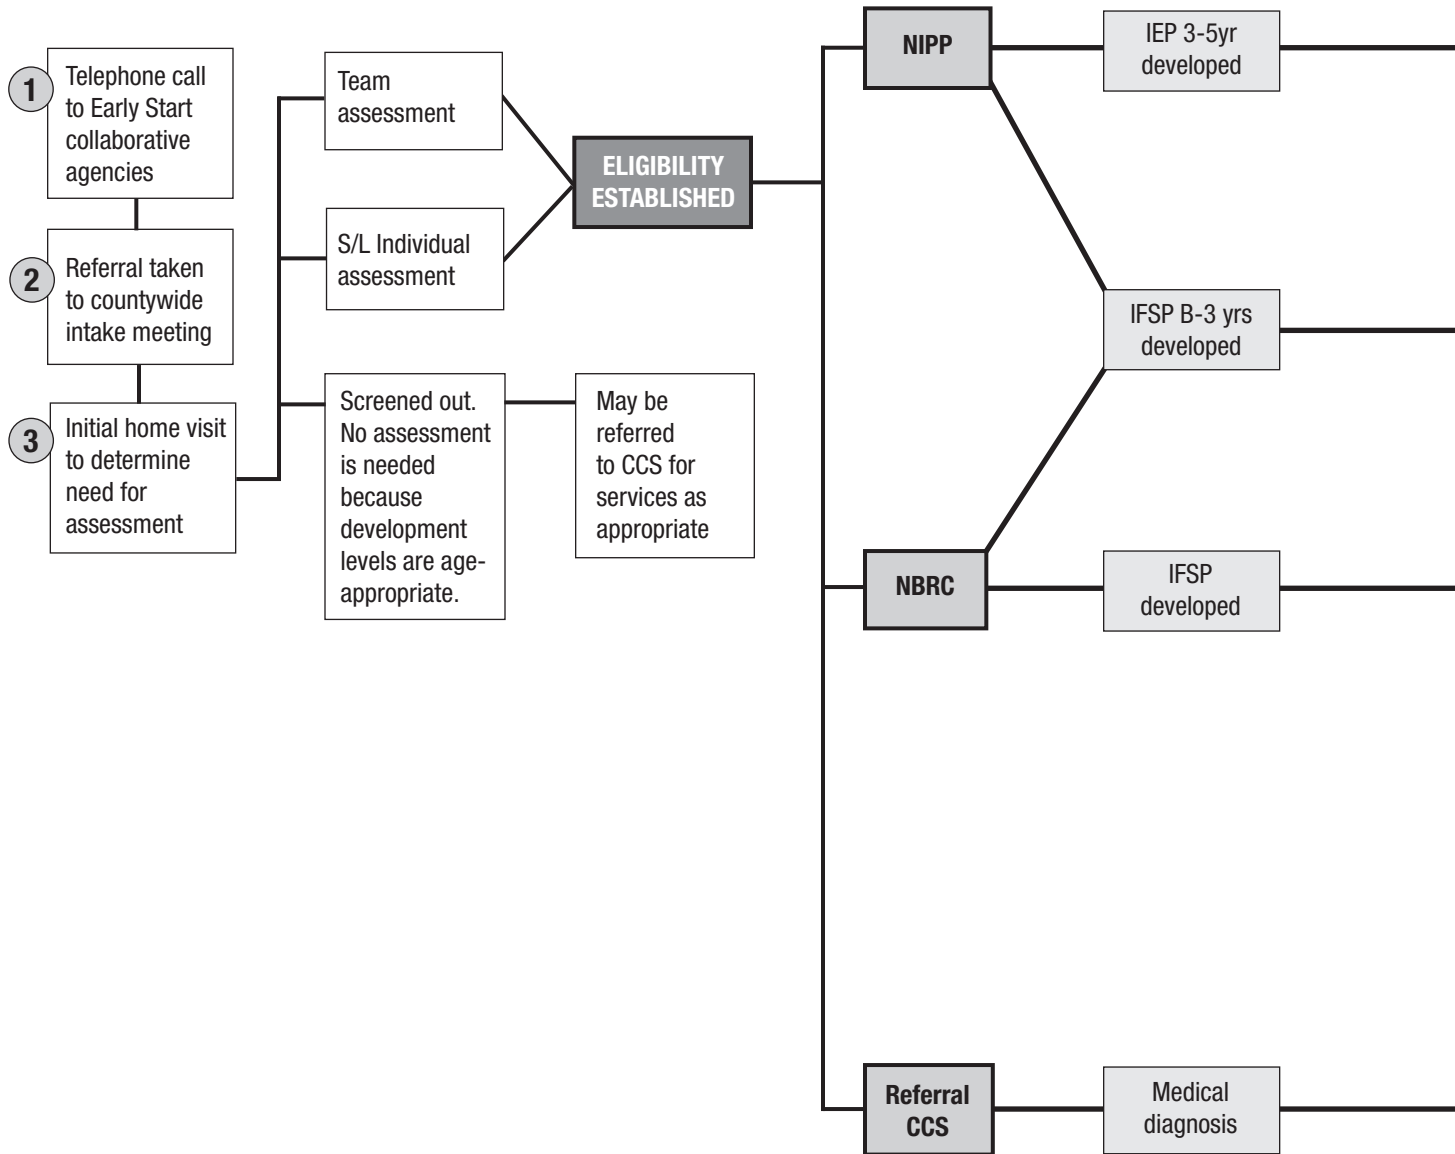 1
Telephone call
to Early Start
collaborative
agencies
2
Referral taken
to countywide
intake meeting
3
Initial home visit
to determine
need for
assessment
Team
assessment
S/L Individual
assessment
Screened out.
No assessment
is needed
because
development
levels are age-
appropriate.
May be
referred
to CCS for
services as
appropriate
ELIGIBILITY
ESTABLISHED
NIPP
IEP 3-5yr
developed
IFSP B-3 yrs
developed
NBRC
IFSP
developed
Referral
CCS
Medical
diagnosis